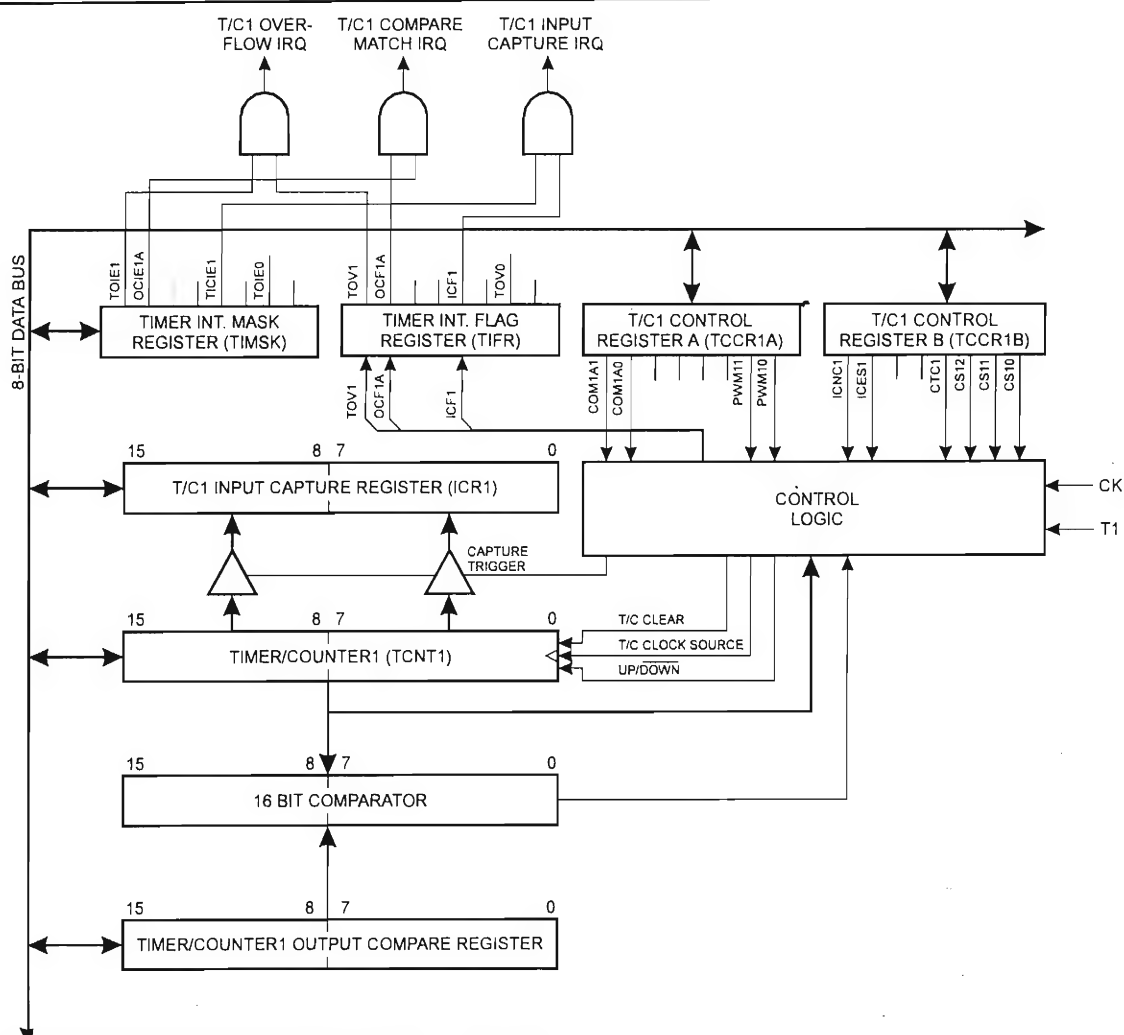 T/C1 OVER-
FLOW IRQ
T/C1 COMPARE
MATCH IRQ
T/C1 INPUT
CAPTURE IRQ
8-BIT DATA BUS
TOIE1
OCIE1A
TICIE1
TOIE0
TOV1
OCF1A
ICF1
TOV0
TIMER INT. MASK
REGISTER (TIMSK)
TIMER INT. FLAG
REGISTER (TIFR)
T/C1 CONTROL
REGISTER A (TCCR1A)
T/C1 CONTROL
REGISTER B (TCCR1B)
TOV1
OCF1A
ICF1
COM1A1
COM1A0
PWM11
PWM10
ICNC1
ICES1
CTC1
CS12
CS11
CS10
15 8 7 0
T/C1 INPUT CAPTURE REGISTER (ICR1)
CONTROL
LOGIC
CK
T1
CAPTURE
TRIGGER
15 8 7 0
TIMER/COUNTER1 (TCNT1)
T/C CLEAR
T/C CLOCK SOURCE
UP/DOWN
15 8 7 0
16 BIT COMPARATOR
15 8 7 0
TIMER/COUNTER1 OUTPUT COMPARE REGISTER